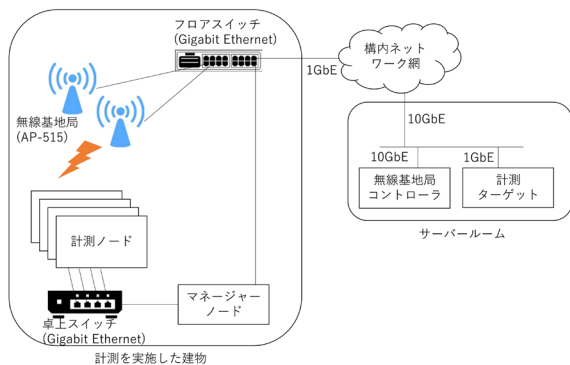 フロアスイッチ
(Gigabit Ethernet)
構内ネット
ワーク網
1GbE
無線基地局
(AP-515)
10GbE
10GbE
1GbE
無線基地局
コントローラ
計測
ターゲット
サーバールーム
計測ノード
マネージャー
ノード
卓上スイッチ
(Gigabit Ethernet)
計測を実施した建物